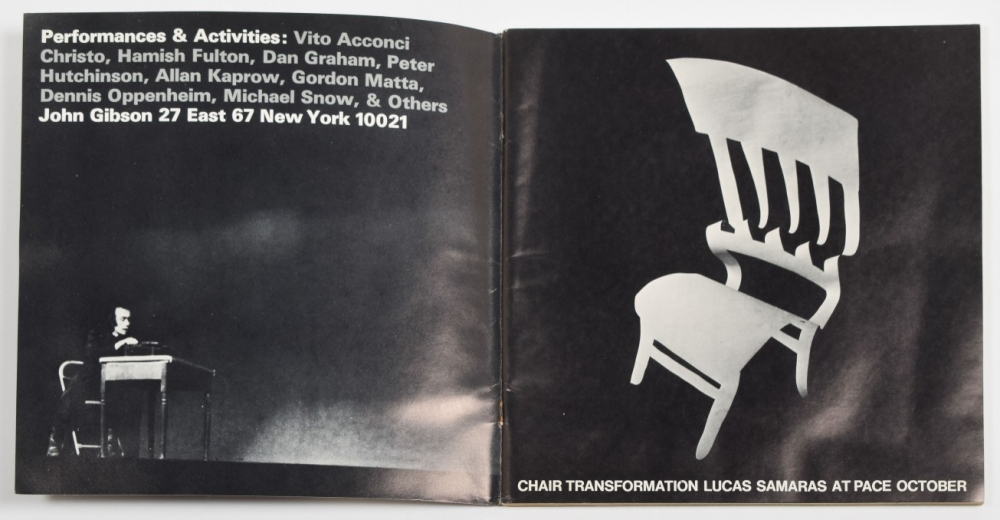 Performances & Activities: Vito Acconci
Christo, Hamish Fulton, Dan Graham, Peter
Hutchinson, Allan Kaprow, Gordon Matta,
Dennis Oppenheim, Michael Snow, & Others
John Gibson 27 East 67 New York 10021
CHAIR TRANSFORMATION LUCAS SAMARAS AT PACE OCTOBER